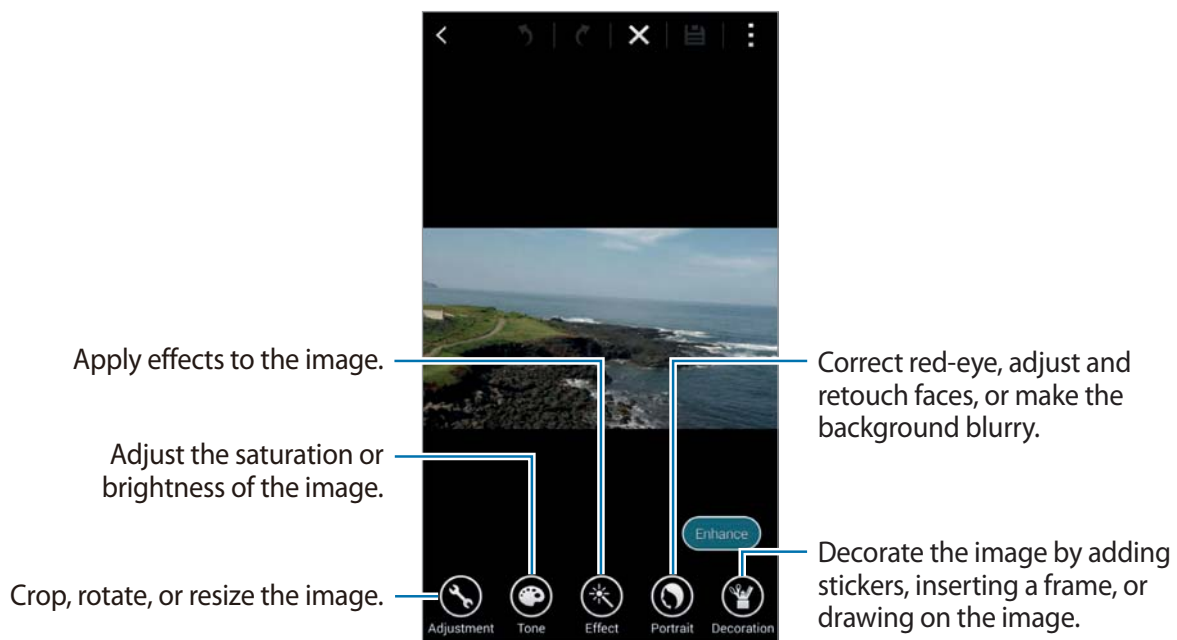 Apply effects to the image.
Adjust the saturation or
brightness of the image.
Crop, rotate, or resize the image.
Correct red-eye, adjust and
retouch faces, or make the
background blurry.
Enhance
Decorate the image by adding
stickers, inserting a frame, or
drawing on the image.
Adjustment Tone Effect Portrait Decoration